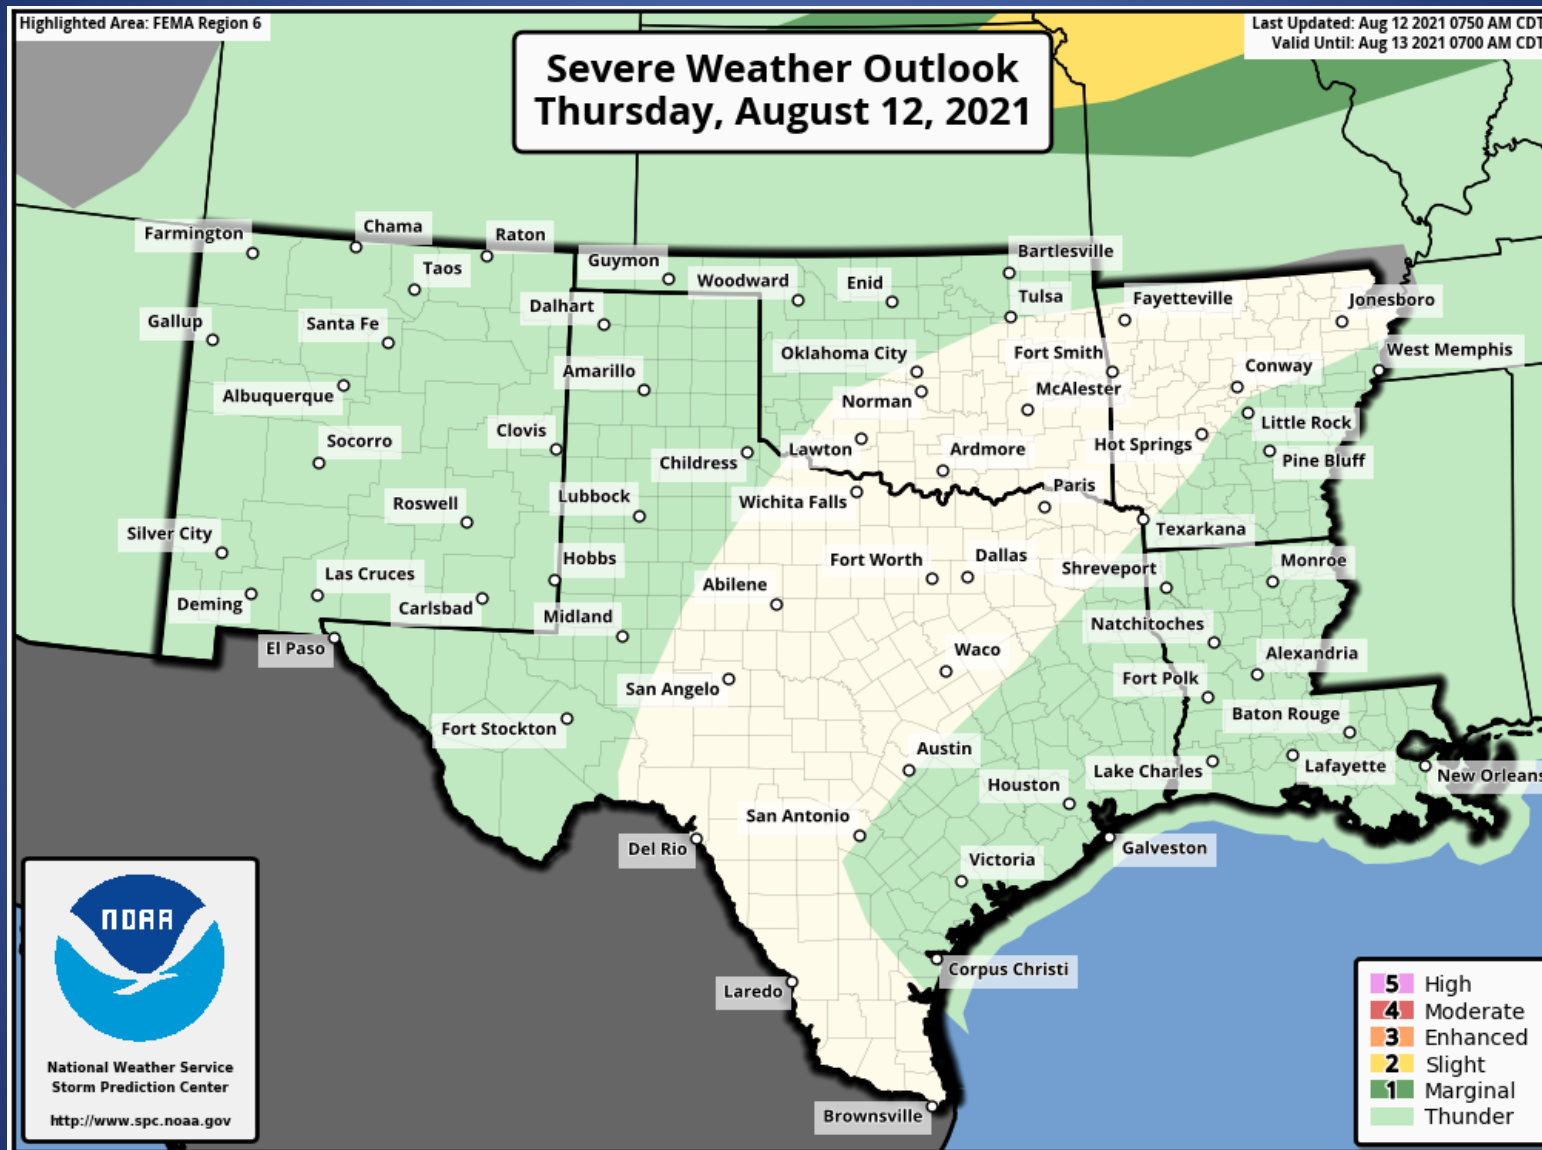 Highlighted Area: FEMA Region 6
Last Updated: Aug 12 2021 0750 AM CDT
Valid Until: Aug 13 2021 0700 AM CDT
Severe Weather Outlook
Thursday, August 12, 2021
Farmington
Chama
Raton
Taos
Guymon
Woodward
Enid
Bartlesville
Tulsa
Dalhart
Fayetteville
Jonesboro
Gallup
Santa Fe
Oklahoma City
Fort Smith
West Memphis
Amarillo
Conway
Albuquerque
Norman
McAlester
Little Rock
Socorro
Clovis
Childress
Lawton
Ardmore
Hot Springs
Pine Bluff
Roswell
Lubbock
Wichita Falls
Paris
Texarkana
Silver City
Hobbs
Fort Worth
Dallas
Shreveport
Monroe
Las Cruces
Deming
Carlsbad
Midland
Abilene
Natchitoches
El Paso
Waco
Alexandria
San Angelo
Fort Polk
Fort Stockton
Baton Rouge
Austin
Houston
Lake Charles
Lafayette
New Orleans
San Antonio
Del Rio
Victoria
Galveston
Laredo
Corpus Christi
Brownsville
NOAA
National Weather Service
Storm Prediction Center
http://www.spc.noaa.gov
5 High
4 Moderate
3 Enhanced
2 Slight
1 Marginal
Thunder